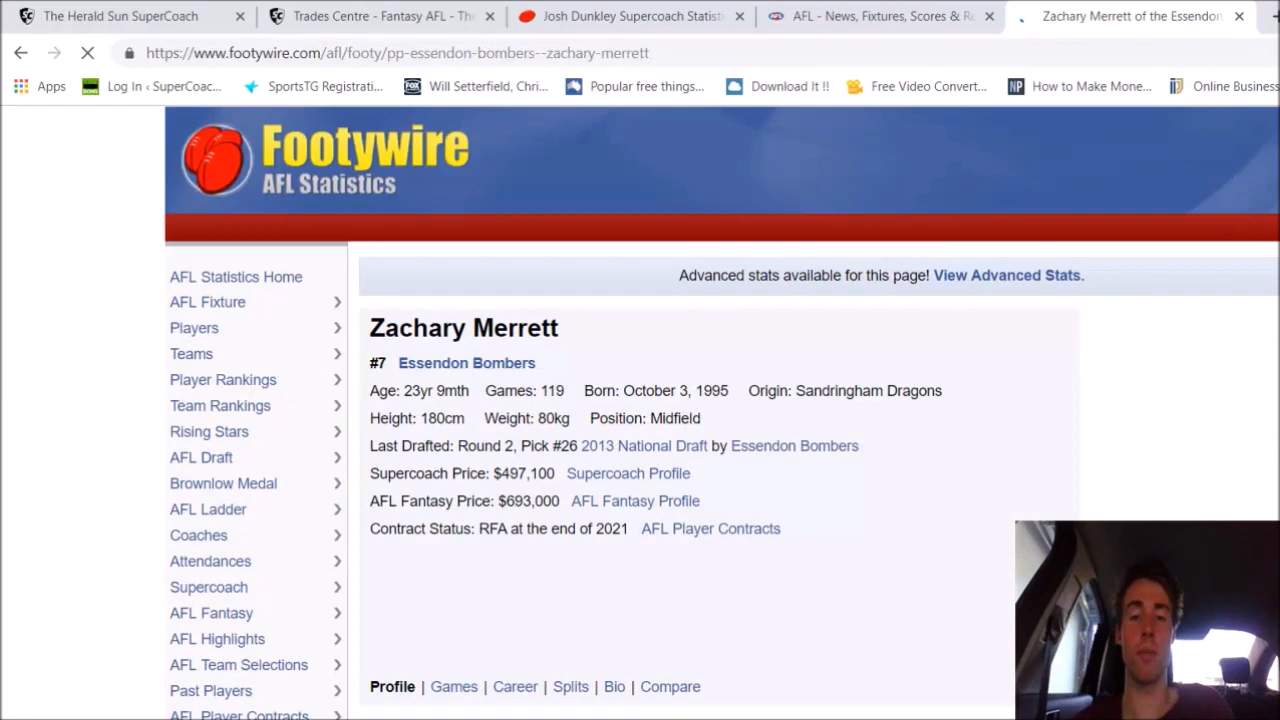 The Herald Sun SuperCoach
Trades Centre - Fantasy AFL - Th
Josh Dunkley Supercoach Statisti
AFL - News, Fixtures, Scores & Re
Zachary Merrett of the Essendon
https://www.footywire.com/afl/footy/pp-essendon-bombers--zachary-merrett
Apps
Log In ‹ SuperCoac...
SportsTG Registrati...
Will Setterfield, Chri...
Popular free things...
Download It !!
Free Video Convert...
How to Make Mone...
Online Business
Footywire
AFL Statistics
Advanced stats available for this page! View Advanced Stats.
AFL Statistics Home
AFL Fixture
Players
Teams
Player Rankings
Team Rankings
Rising Stars
AFL Draft
Brownlow Medal
AFL Ladder
Coaches
Attendances
Supercoach
AFL Fantasy
AFL Highlights
AFL Team Selections
Past Players
AFL Player Contracts
Zachary Merrett
#7 Essendon Bombers
Age: 23yr 9mth Games: 119 Born: October 3, 1995 Origin: Sandringham Dragons
Height: 180cm Weight: 80kg Position: Midfield
Last Drafted: Round 2, Pick #26 2013 National Draft by Essendon Bombers
Supercoach Price: $497,100 Supercoach Profile
AFL Fantasy Price: $693,000 AFL Fantasy Profile
Contract Status: RFA at the end of 2021 AFL Player Contracts
Profile | Games | Career | Splits | Bio | Compare